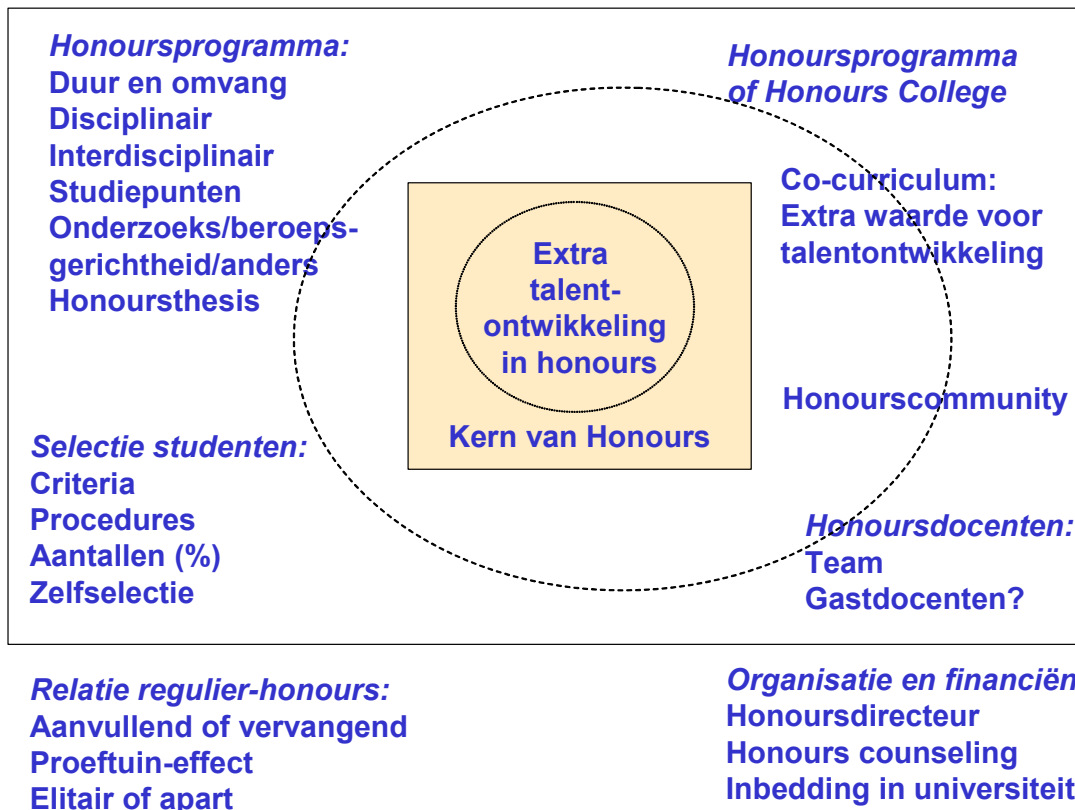 Honoursprogramma:
Duur en omvang
Disciplinair
Interdisciplinair
Studiepunten
Onderzoeks/beroeps-
gerichtheid/anders
Honoursthesis
Honoursprogramma
of Honours College
Co-curriculum:
Extra waarde voor
talentontwikkeling
Extra
talent-
ontwikkeling
in honours
Kern van Honours
Honourscommunity
Selectie studenten:
Criteria
Procedures
Aantallen (%)
Zelfselectie
Honoursdocenten:
Team
Gastdocenten?
Relatie regulier-honours:
Aanvullend of vervangend
Proeftuin-effect
Elitair of apart
Organisatie en financiën
Honoursdirecteur
Honours counseling
Inbedding in universiteit